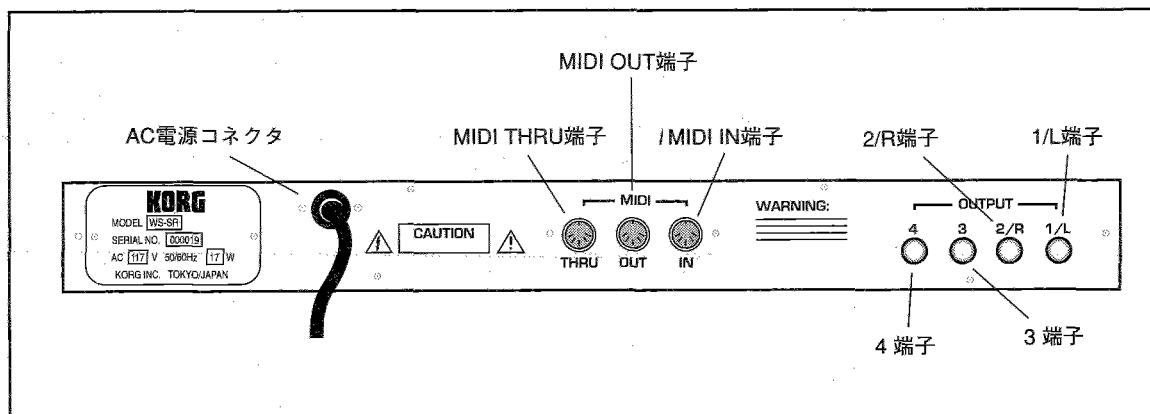 MIDI OUT端子
AC電源コネクタ
MIDI THRU端子
MIDI IN端子
2/R端子
1/L端子
KORG
MODEL WS-SR
SERIAL NO. 000019
AC 117 V 50/60Hz 17 W
KORG INC. TOKYO/JAPAN
CAUTION
MIDI
THRU
OUT
IN
WARNING:
OUTPUT
4
3
2/R
1/L
4 端子
3 端子